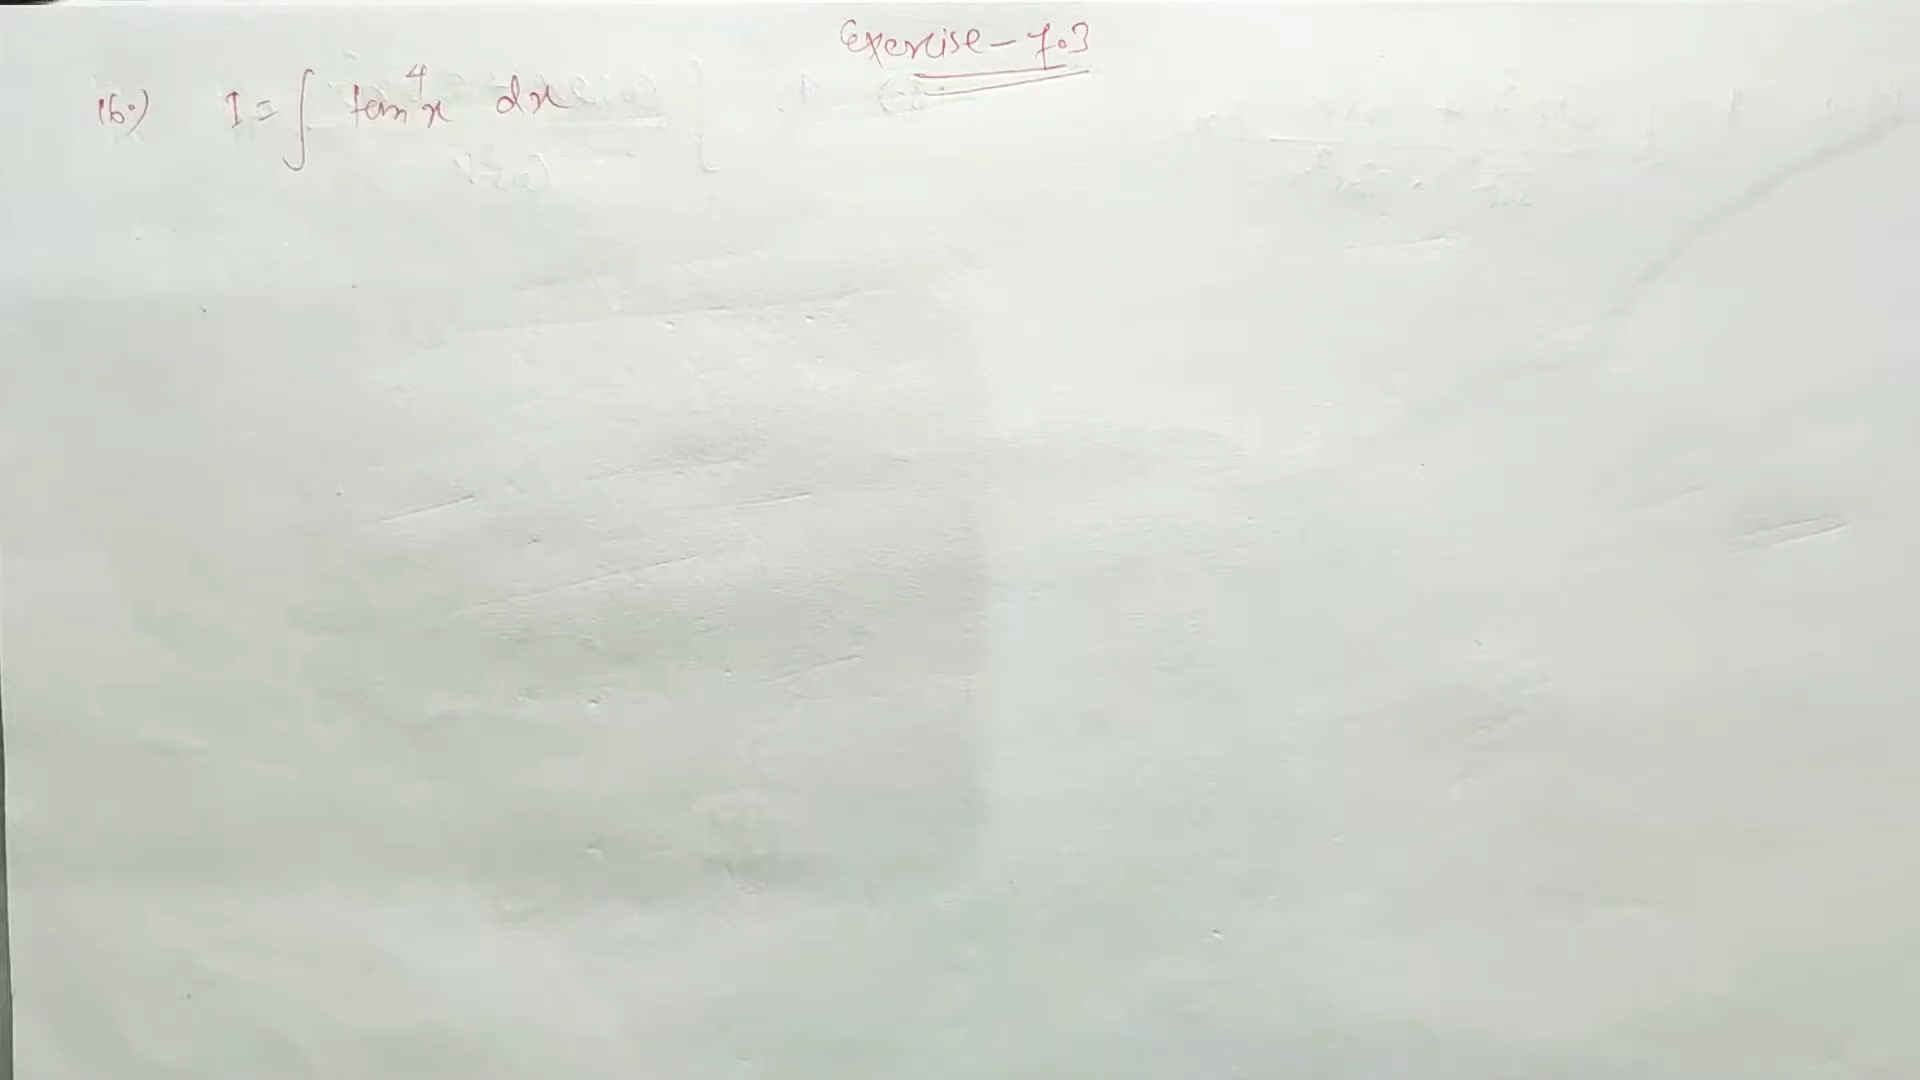 Exercise - 7.3
16.) I = ∫ tan⁴x dx